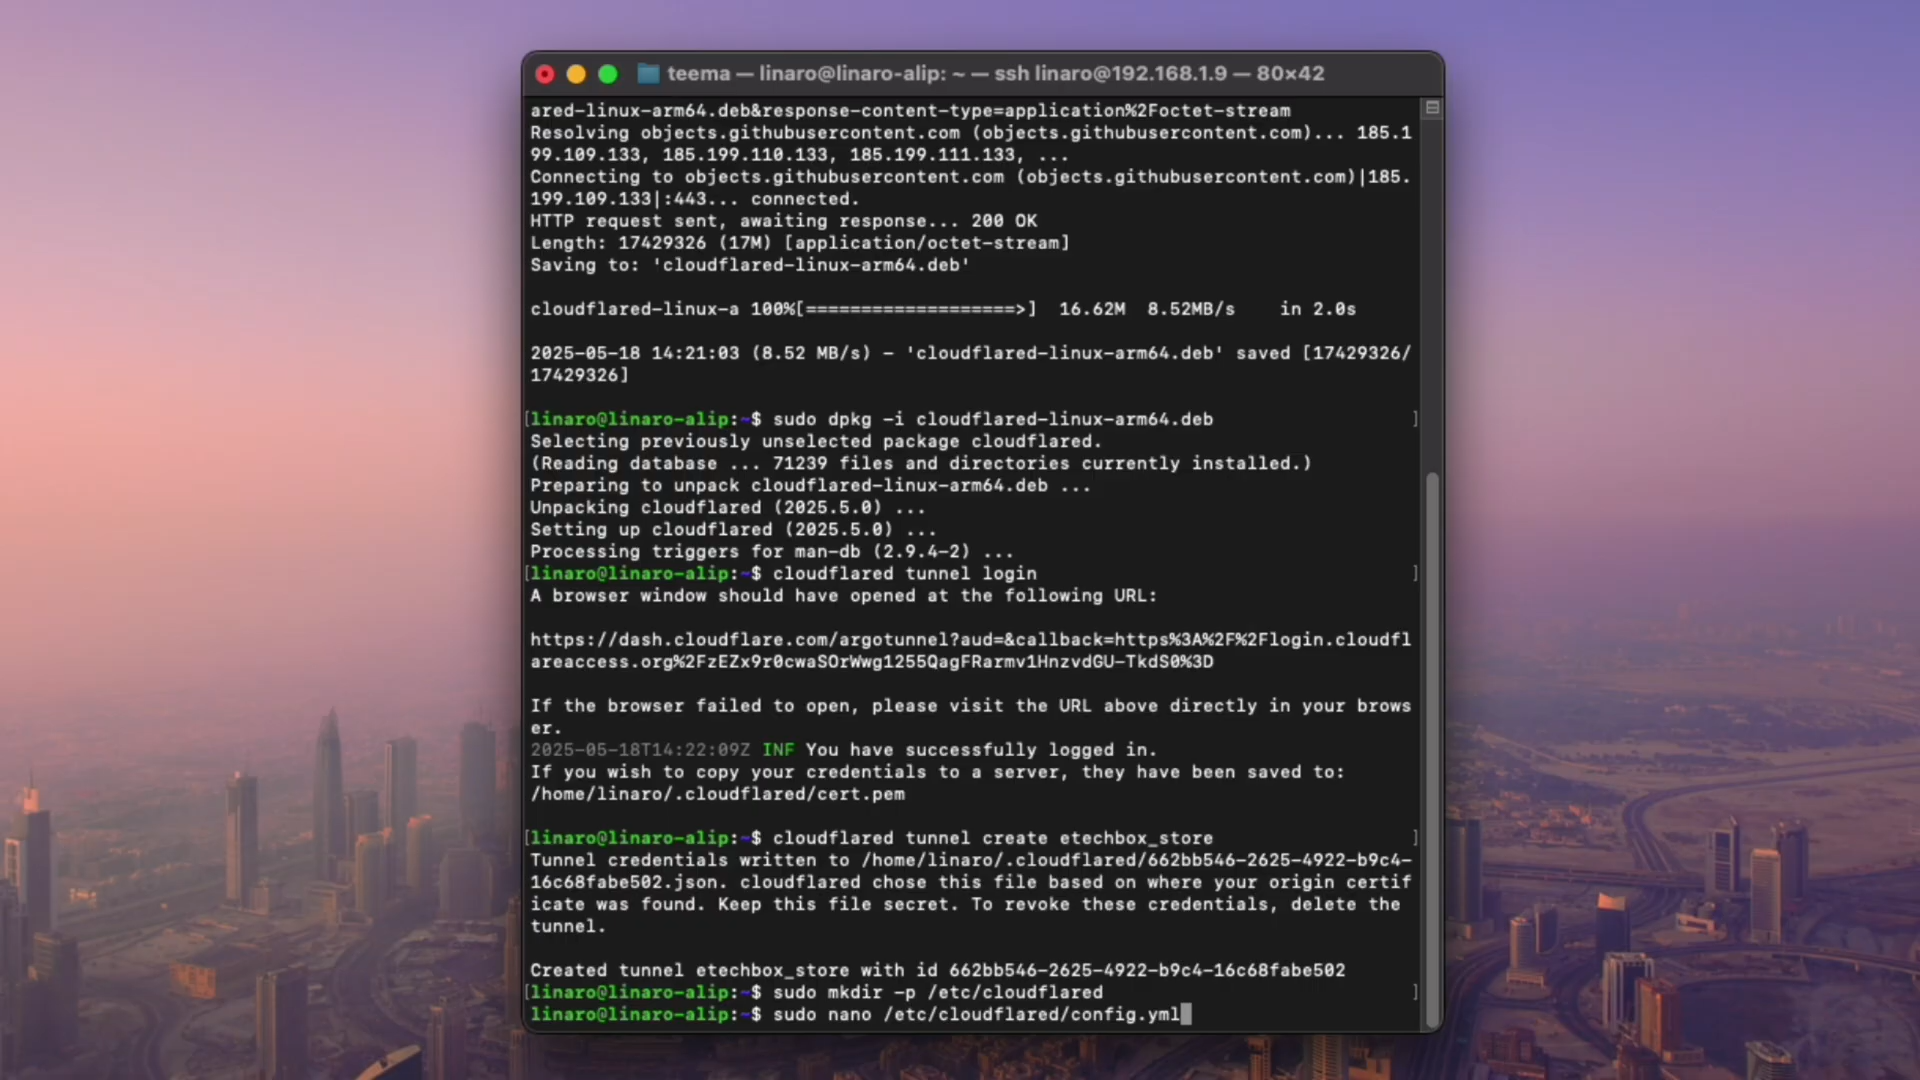 teema — linaro@linaro-alip: ~ — ssh linaro@192.168.1.9 — 80×42
ared-linux-arm64.deb&response-content-type=application%2Foctet-stream
Resolving objects.githubusercontent.com (objects.githubusercontent.com)... 185.1
99.109.133, 185.199.110.133, 185.199.111.133, ...
Connecting to objects.githubusercontent.com (objects.githubusercontent.com)|185.
199.109.133|:443... connected.
HTTP request sent, awaiting response... 200 OK
Length: 17429326 (17M) [application/octet-stream]
Saving to: 'cloudflared-linux-arm64.deb'
cloudflared-linux-a 100%[===================>]  16.62M  8.52MB/s    in 2.0s
2025-05-18 14:21:03 (8.52 MB/s) - 'cloudflared-linux-arm64.deb' saved [17429326/
17429326]
[linaro@linaro-alip:~$ sudo dpkg -i cloudflared-linux-arm64.deb ]
Selecting previously unselected package cloudflared.
(Reading database ... 71239 files and directories currently installed.)
Preparing to unpack cloudflared-linux-arm64.deb ...
Unpacking cloudflared (2025.5.0) ...
Setting up cloudflared (2025.5.0) ...
Processing triggers for man-db (2.9.4-2) ...
[linaro@linaro-alip:~$ cloudflared tunnel login ]
A browser window should have opened at the following URL:
https://dash.cloudflare.com/argotunnel?aud=&callback=https%3A%2F%2Flogin.cloudfl
areaccess.org%2FzEZx9r0cwaSOrWwg1255QagFRarmv1HnzvdGU-TkdS0%3D
If the browser failed to open, please visit the URL above directly in your brows
er.
2025-05-18T14:22:09Z INF You have successfully logged in.
If you wish to copy your credentials to a server, they have been saved to:
/home/linaro/.cloudflared/cert.pem
[linaro@linaro-alip:~$ cloudflared tunnel create etechbox_store ]
Tunnel credentials written to /home/linaro/.cloudflared/662bb546-2625-4922-b9c4-
16c68fabe502.json. cloudflared chose this file based on where your origin certif
icate was found. Keep this file secret. To revoke these credentials, delete the
tunnel.
Created tunnel etechbox_store with id 662bb546-2625-4922-b9c4-16c68fabe502
[linaro@linaro-alip:~$ sudo mkdir -p /etc/cloudflared ]
linaro@linaro-alip:~$ sudo nano /etc/cloudflared/config.yml